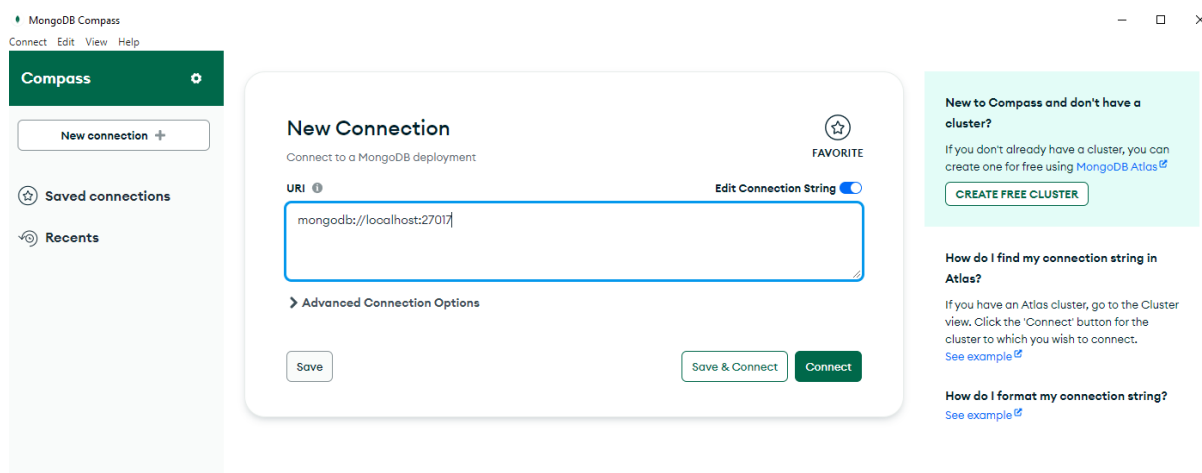 MongoDB Compass
Connect Edit View Help
Compass
New connection
Saved connections
Recents
New Connection
Connect to a MongoDB deployment
FAVORITE
URI
Edit Connection String
mongodb://localhost:27017
Advanced Connection Options
Save
Save & Connect
Connect
New to Compass and don't have a
cluster?
If you don't already have a cluster, you can
create one for free using MongoDB Atlas
CREATE FREE CLUSTER
How do I find my connection string in
Atlas?
If you have an Atlas cluster, go to the Cluster
view. Click the 'Connect' button for the
cluster to which you wish to connect.
See example
How do I format my connection string?
See example